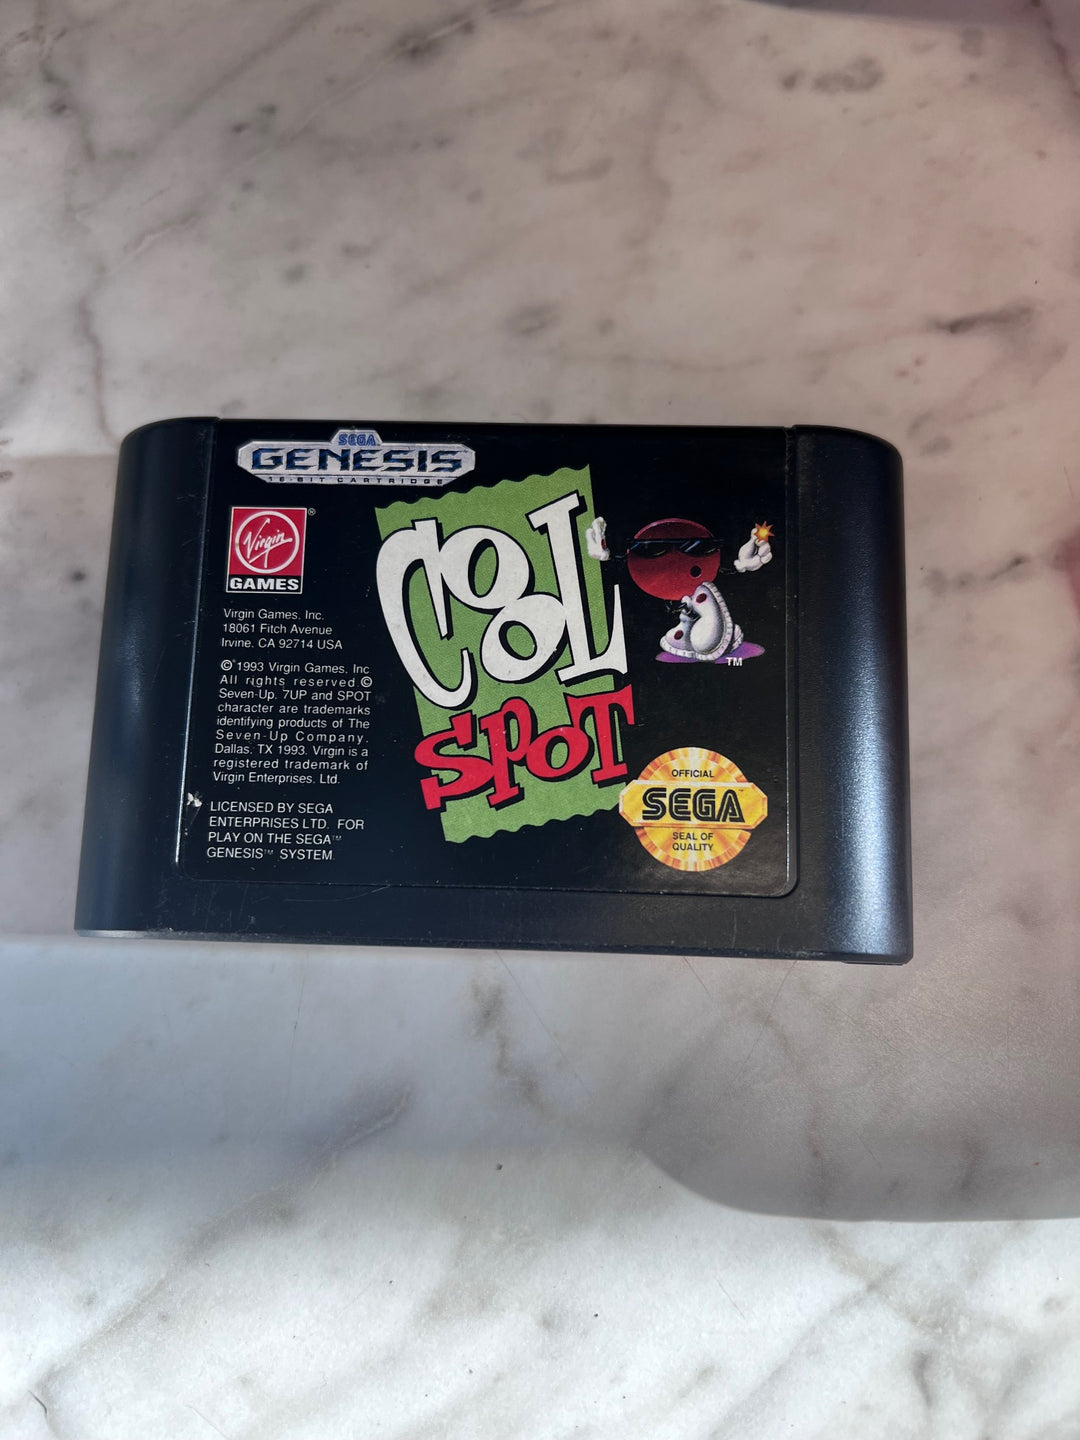 SEGA
GENESIS
16-BIT CARTRIDGE
Virgin ®
GAMES
Virgin Games, Inc.
18061 Fitch Avenue
Irvine, CA 92714 USA
©1993 Virgin Games, Inc
All rights reserved ©
Seven-Up, 7UP and SPOT
character are trademarks
identifying products of The
Seven-Up Company,
Dallas, TX 1993. Virgin is a
registered trademark of
Virgin Enterprises, Ltd.
LICENSED BY SEGA
ENTERPRISES LTD. FOR
PLAY ON THE SEGA™
GENESIS™ SYSTEM.
COOL
SPOT
TM
OFFICIAL
SEGA
SEAL OF
QUALITY